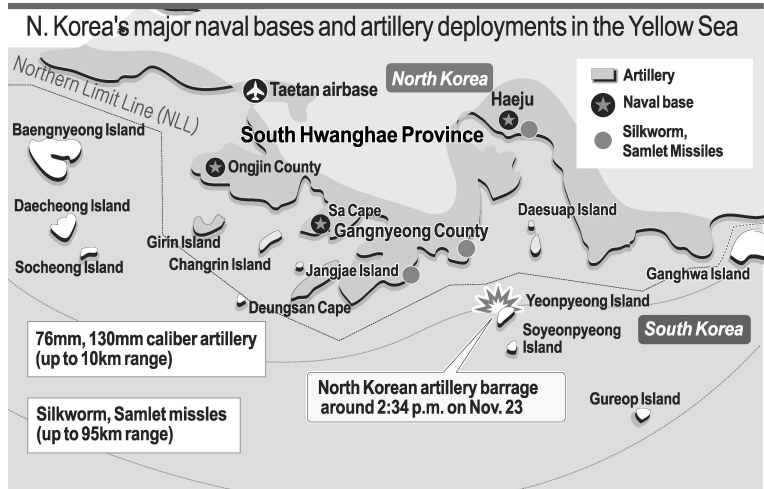 N. Korea's major naval bases and artillery deployments in the Yellow Sea
Northern Limit Line (NLL)
Taetan airbase
North Korea
Haeju
Artillery
Naval base
Silkworm,
Samlet Missiles
Baengnyeong Island
South Hwanghae Province
Ongjin County
Daecheong Island
Sa Cape
Gangnyeong County
Daesuap Island
Girin Island
Changrin Island
Socheong Island
Jangjae Island
Ganghwa Island
Deungsan Cape
Yeonpyeong Island
Soyeonpyeong
Island
South Korea
76mm, 130mm caliber artillery
(up to 10km range)
North Korean artillery barrage
around 2:34 p.m. on Nov. 23
Gureop Island
Silkworm, Samlet missles
(up to 95km range)